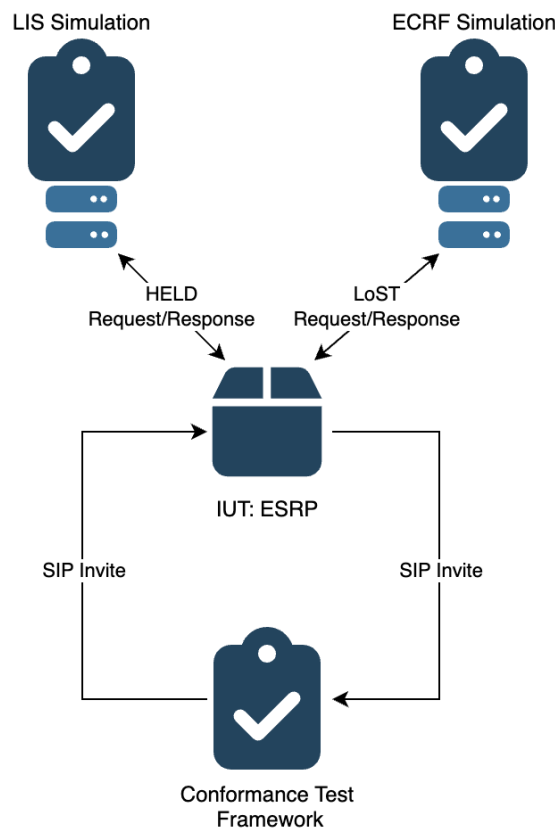 LIS Simulation
ECRF Simulation
HELD
Request/Response
LoST
Request/Response
IUT: ESRP
SIP Invite
SIP Invite
Conformance Test
Framework